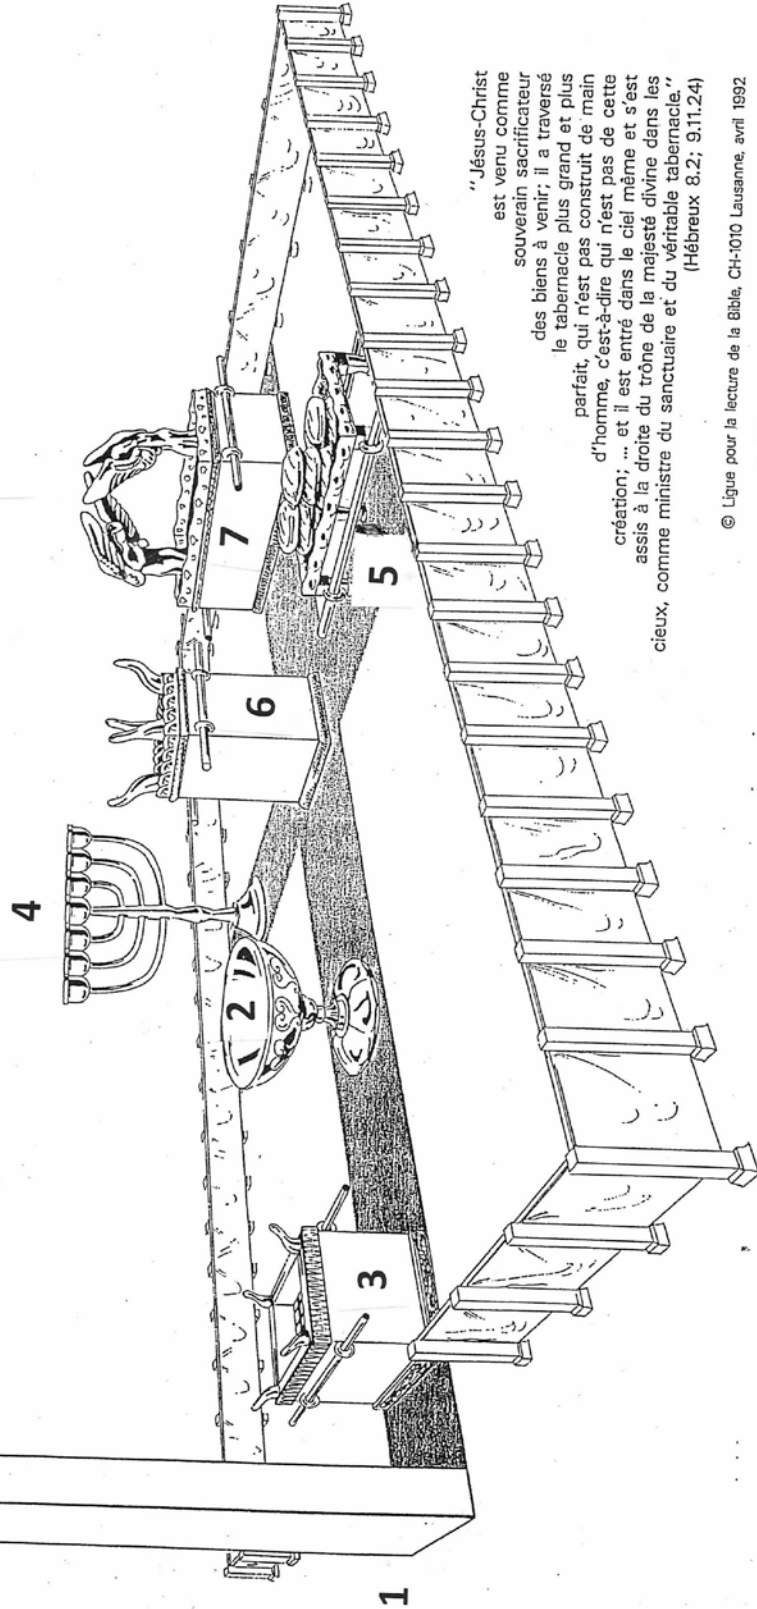 4
2
6
7
3
5
1
"Jésus-Christ
est venu comme
souverain sacrificateur
des biens à venir; il a traversé
le tabernacle plus grand et plus
parfait, qui n'est pas construit de main
d'homme, c'est-à-dire qui n'est pas de cette
création; ... et il est entré dans le ciel même et s'est
assis à la droite du trône de la majesté divine dans les
cieux, comme ministre du sanctuaire et du véritable tabernacle."
(Hébreux 8.2; 9.11.24)
© Ligue pour la lecture de la Bible, CH-1010 Lausanne, avril 1992